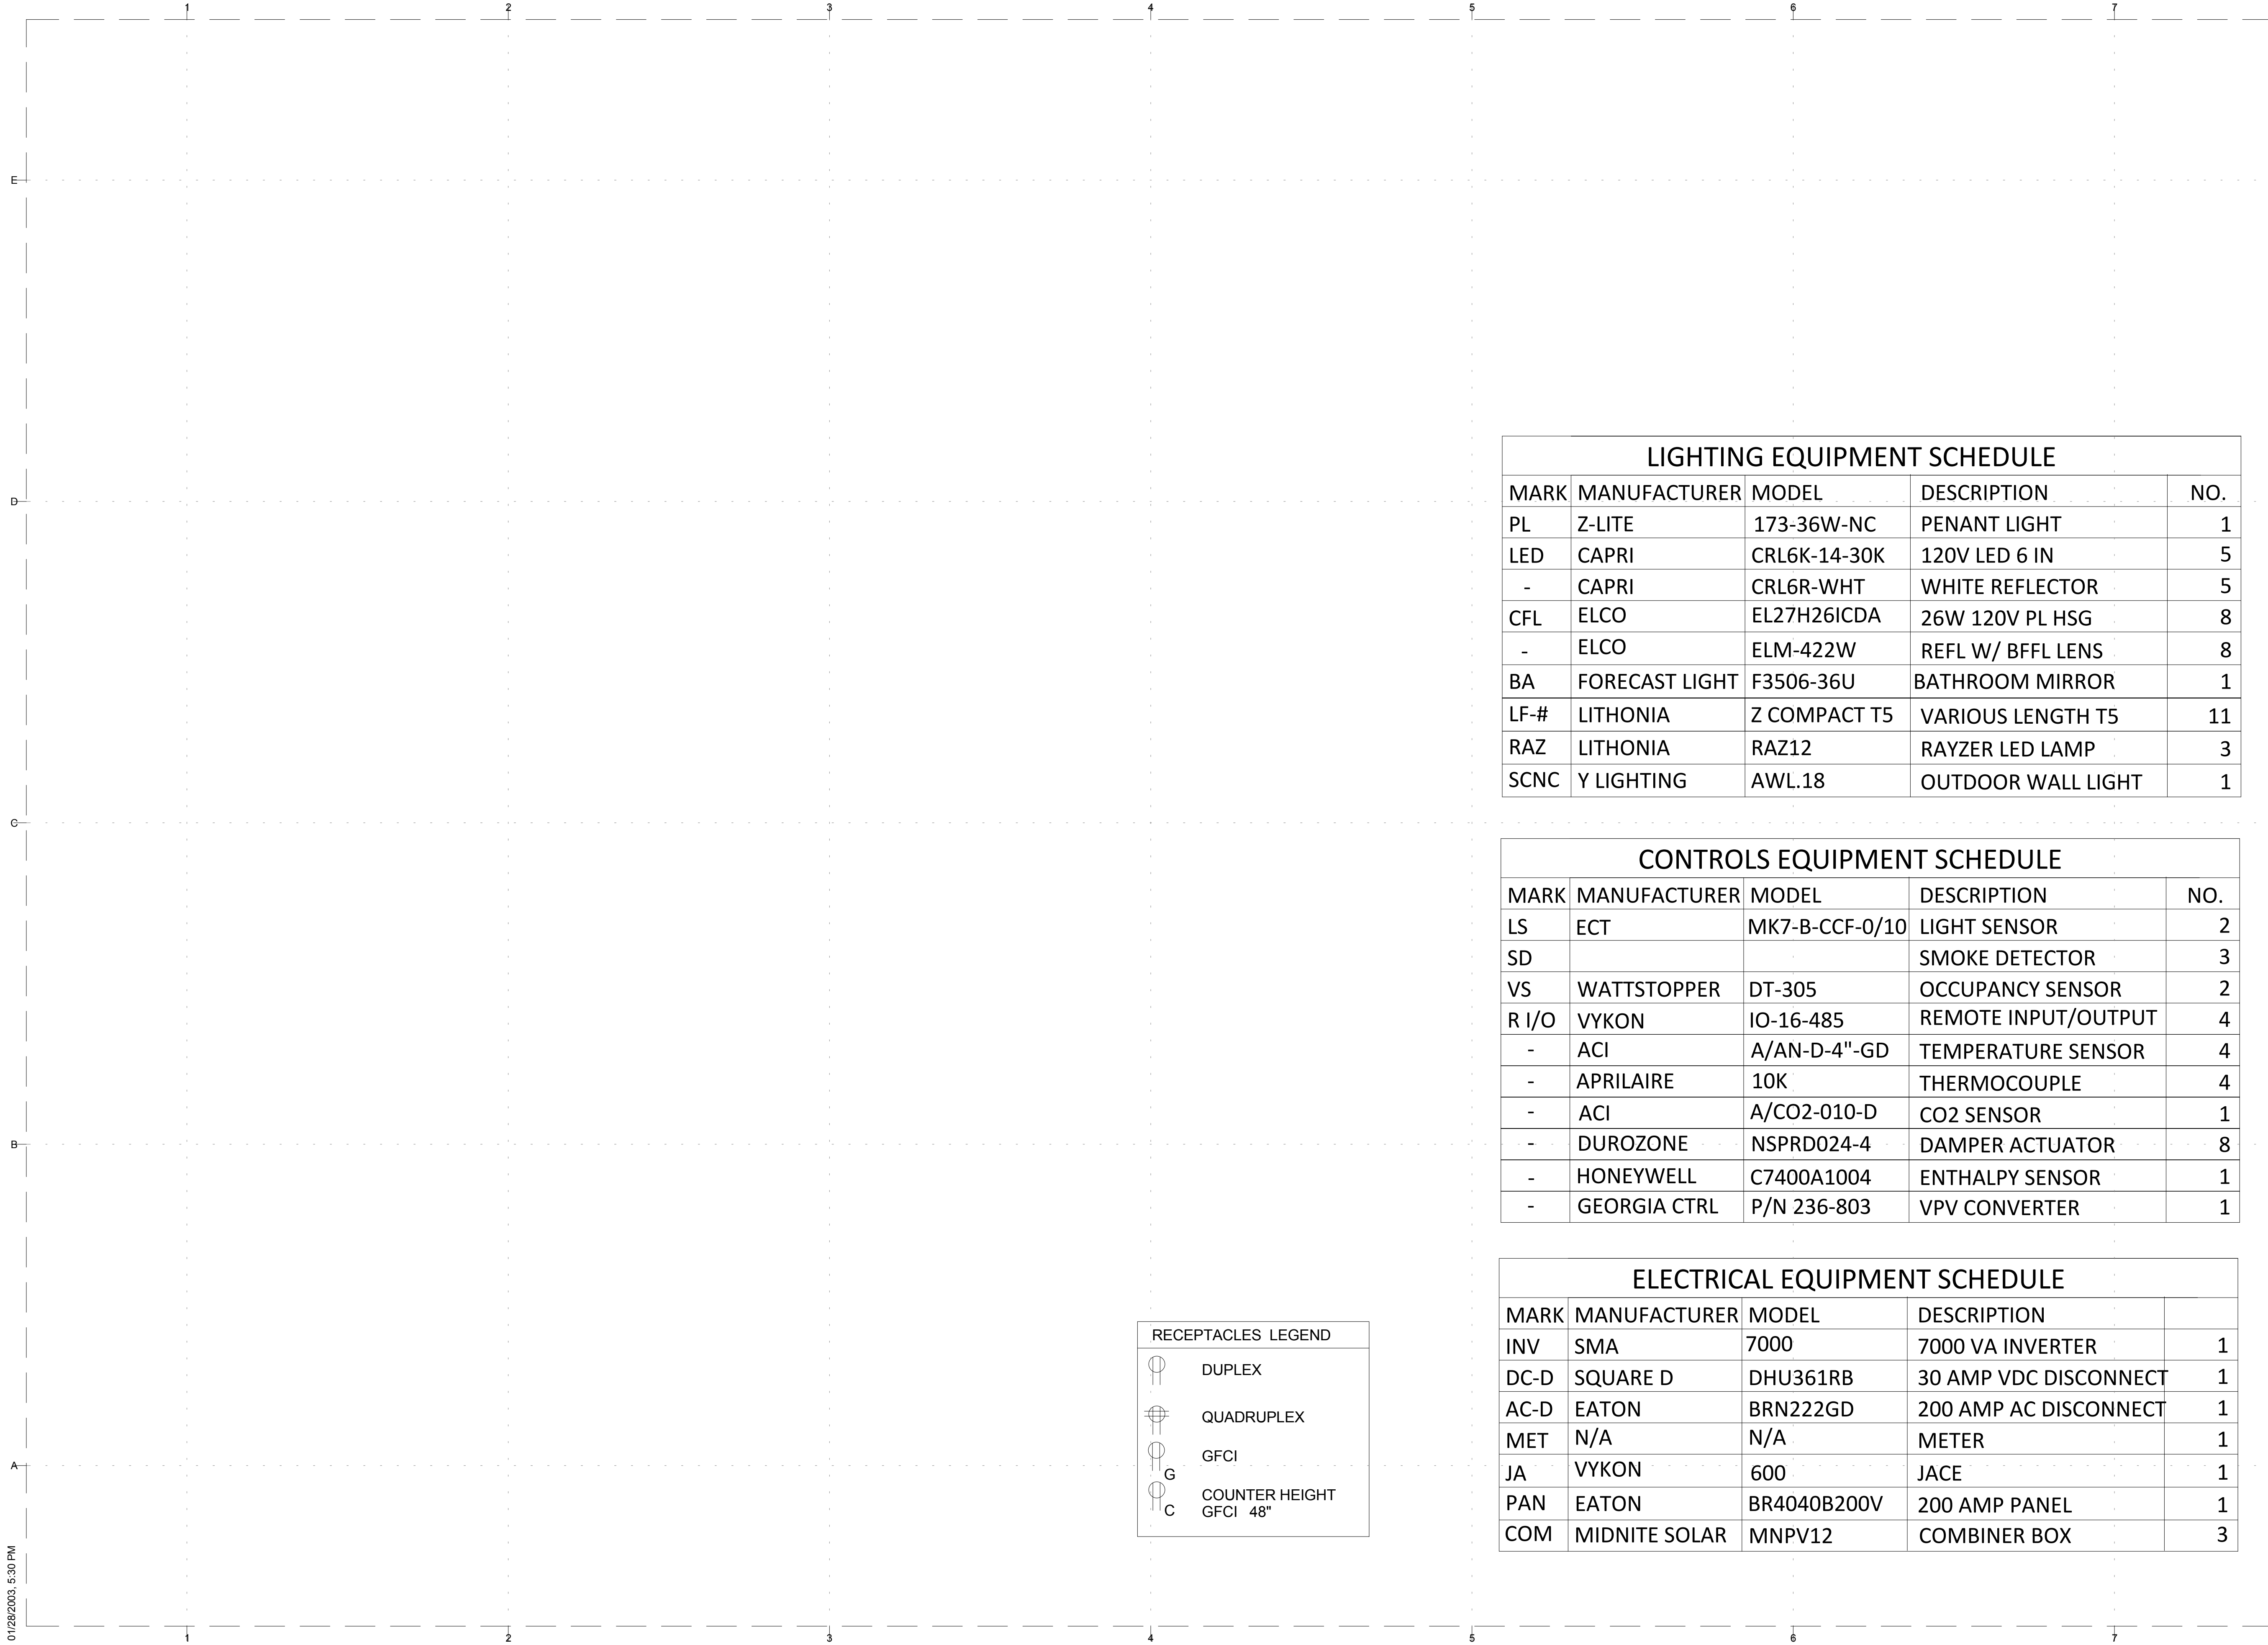 1 2 3 4 5 6 7
E
D
C
B
A
LIGHTING EQUIPMENT SCHEDULE
MARK MANUFACTURER MODEL DESCRIPTION NO.
PL Z-LITE 173-36W-NC PENANT LIGHT 1
LED CAPRI CRL6K-14-30K 120V LED 6 IN 5
- CAPRI CRL6R-WHT WHITE REFLECTOR 5
CFL ELCO EL27H26ICDA 26W 120V PL HSG 8
- ELCO ELM-422W REFL W/ BFFL LENS 8
BA FORECAST LIGHT F3506-36U BATHROOM MIRROR 1
LF-# LITHONIA Z COMPACT T5 VARIOUS LENGTH T5 11
RAZ LITHONIA RAZ12 RAYZER LED LAMP 3
SCNC Y LIGHTING AWL.18 OUTDOOR WALL LIGHT 1
CONTROLS EQUIPMENT SCHEDULE
MARK MANUFACTURER MODEL DESCRIPTION NO.
LS ECT MK7-B-CCF-0/10 LIGHT SENSOR 2
SD SMOKE DETECTOR 3
VS WATTSTOPPER DT-305 OCCUPANCY SENSOR 2
R I/O VYKON IO-16-485 REMOTE INPUT/OUTPUT 4
- ACI A/AN-D-4"-GD TEMPERATURE SENSOR 4
- APRILAIRE 10K THERMOCOUPLE 4
- ACI A/CO2-010-D CO2 SENSOR 1
- DUROZONE NSPRD024-4 DAMPER ACTUATOR 8
- HONEYWELL C7400A1004 ENTHALPY SENSOR 1
- GEORGIA CTRL P/N 236-803 VPV CONVERTER 1
ELECTRICAL EQUIPMENT SCHEDULE
MARK MANUFACTURER MODEL DESCRIPTION
INV SMA 7000 7000 VA INVERTER 1
DC-D SQUARE D DHU361RB 30 AMP VDC DISCONNECT 1
AC-D EATON BRN222GD 200 AMP AC DISCONNECT 1
MET N/A N/A METER 1
JA VYKON 600 JACE 1
PAN EATON BR4040B200V 200 AMP PANEL 1
COM MIDNITE SOLAR MNPV12 COMBINER BOX 3
RECEPTACLES LEGEND
DUPLEX
QUADRUPLEX
GFCI
G
COUNTER HEIGHT
C GFCI 48"
01/28/2003, 5:30 PM
1 2 3 4 5 6 7